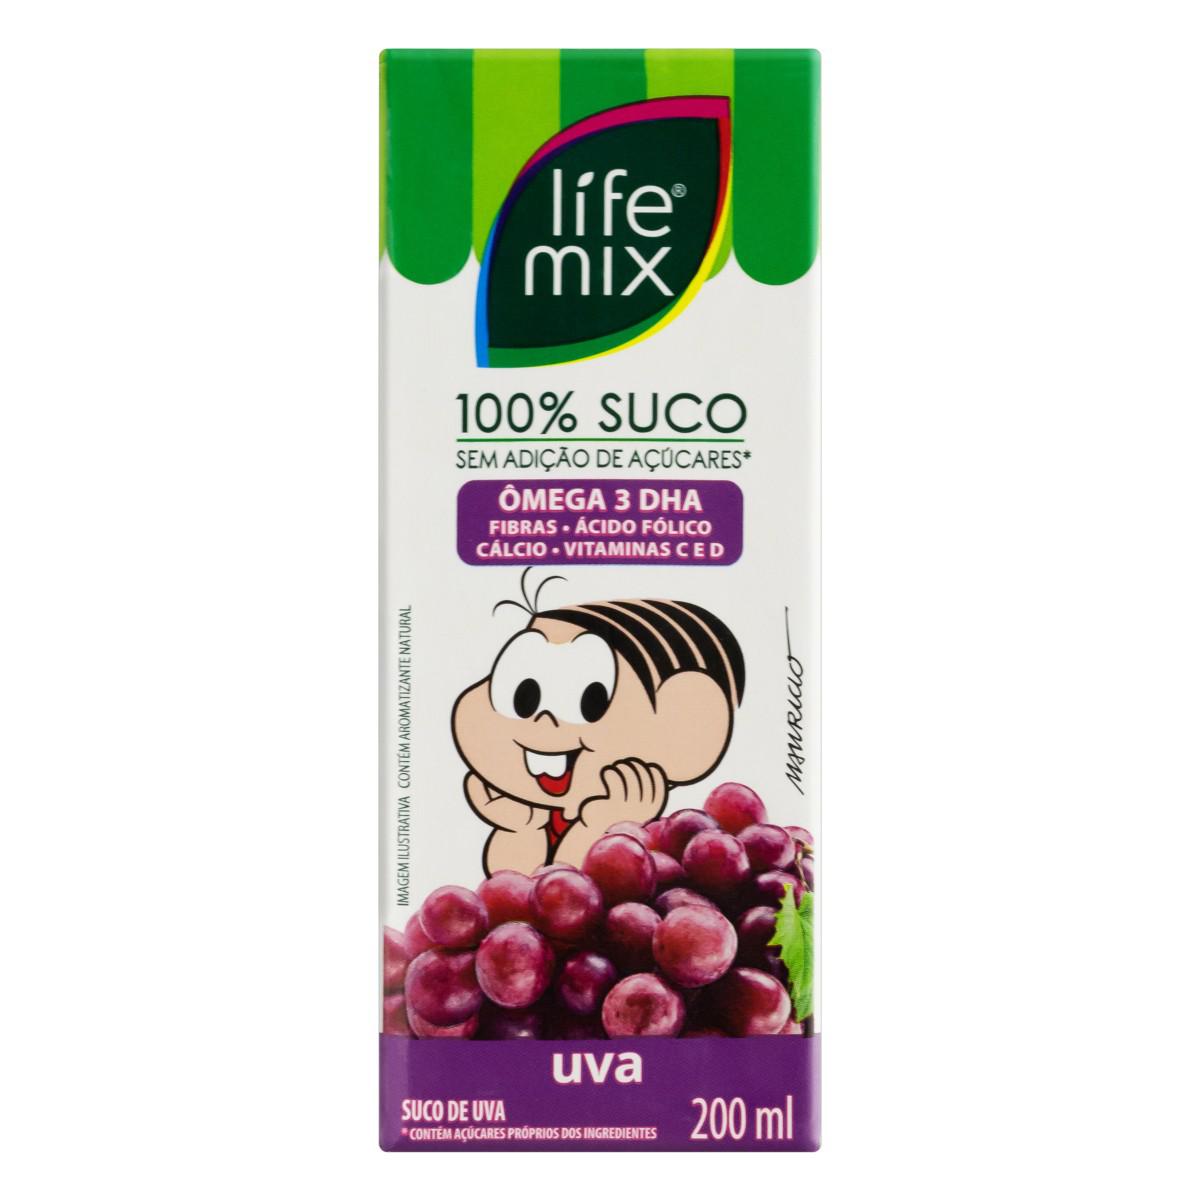 life®
mix
100% SUCO
SEM ADIÇÃO DE AÇÚCARES*
ÔMEGA 3 DHA
FIBRAS • ÁCIDO FÓLICO
CÁLCIO • VITAMINAS C E D
IMAGEM ILUSTRATIVA CONTÉM AROMATIZANTE NATURAL
MAURICIO
uva
SUCO DE UVA
*CONTÉM AÇÚCARES PRÓPRIOS DOS INGREDIENTES
200 ml